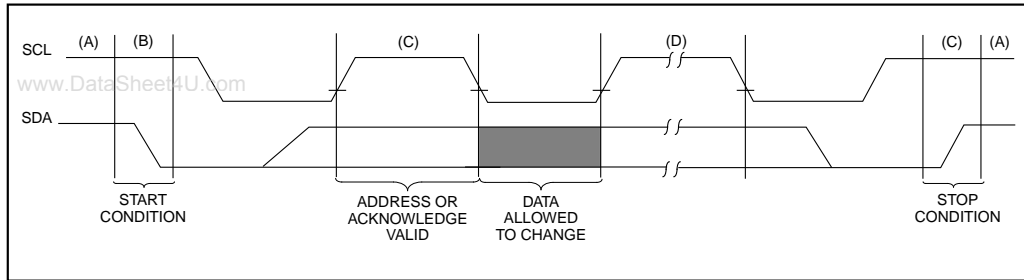 (A) (B) (C) (D) (C) (A)
SCL
www.DataSheet4U.com
SDA
START
CONDITION
ADDRESS OR
ACKNOWLEDGE
VALID
DATA
ALLOWED
TO CHANGE
STOP
CONDITION